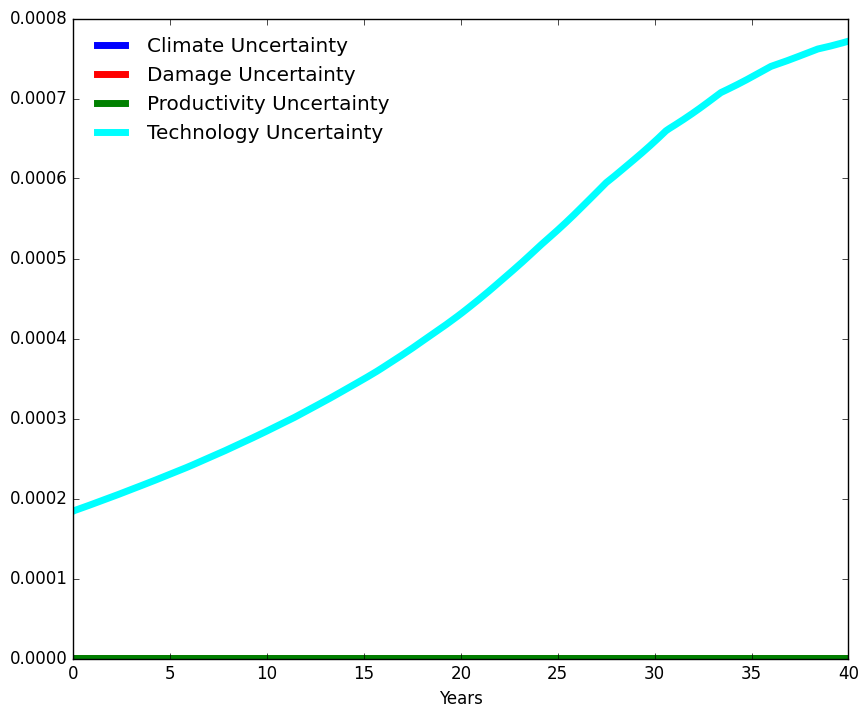 0.0008
Climate Uncertainty
Damage Uncertainty
0.0007
Productivity Uncertainty
Technology Uncertainty
0.0006
0.0005
0.0004
0.0003
0.0002
0.0001
0.0000
0 5 10 15 20 25 30 35 40
Years